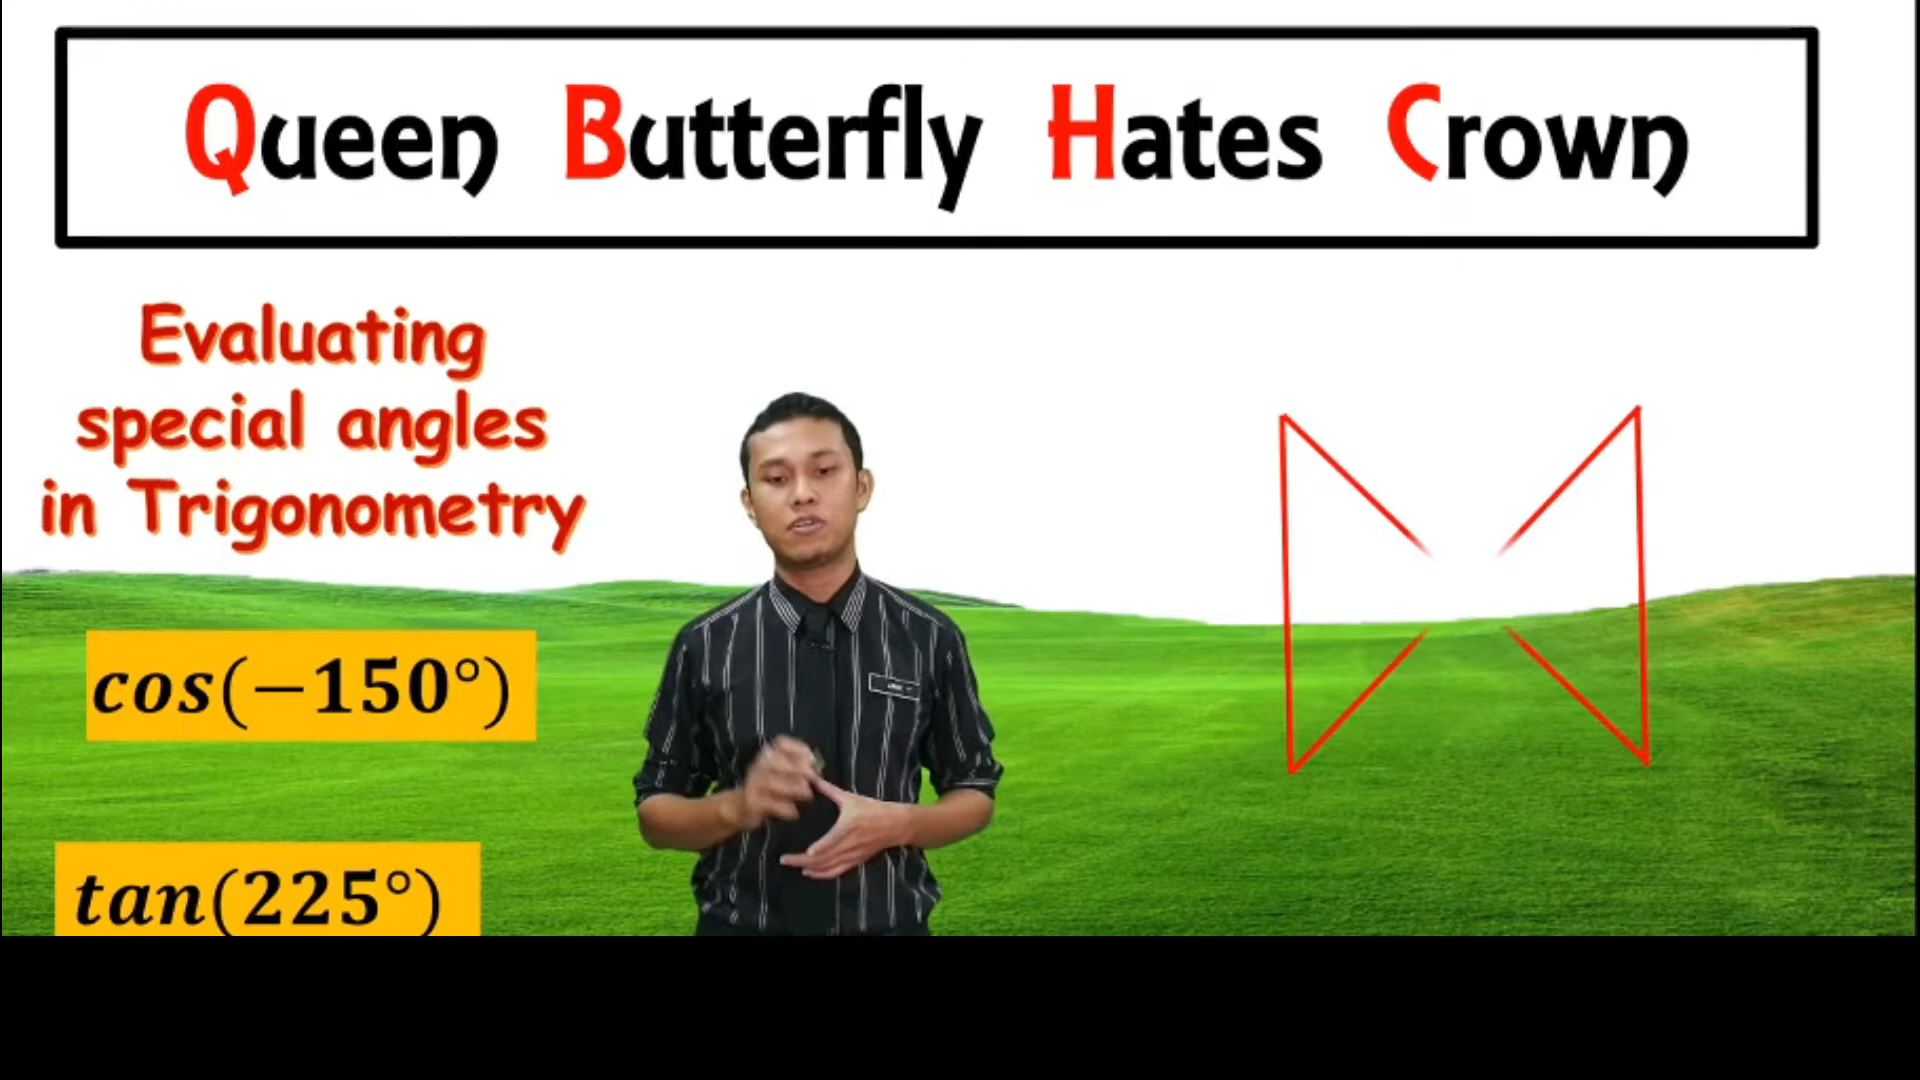 Queen Butterfly Hates Crown
Evaluating
special angles
in Trigonometry
cos(−150°)
tan(225°)